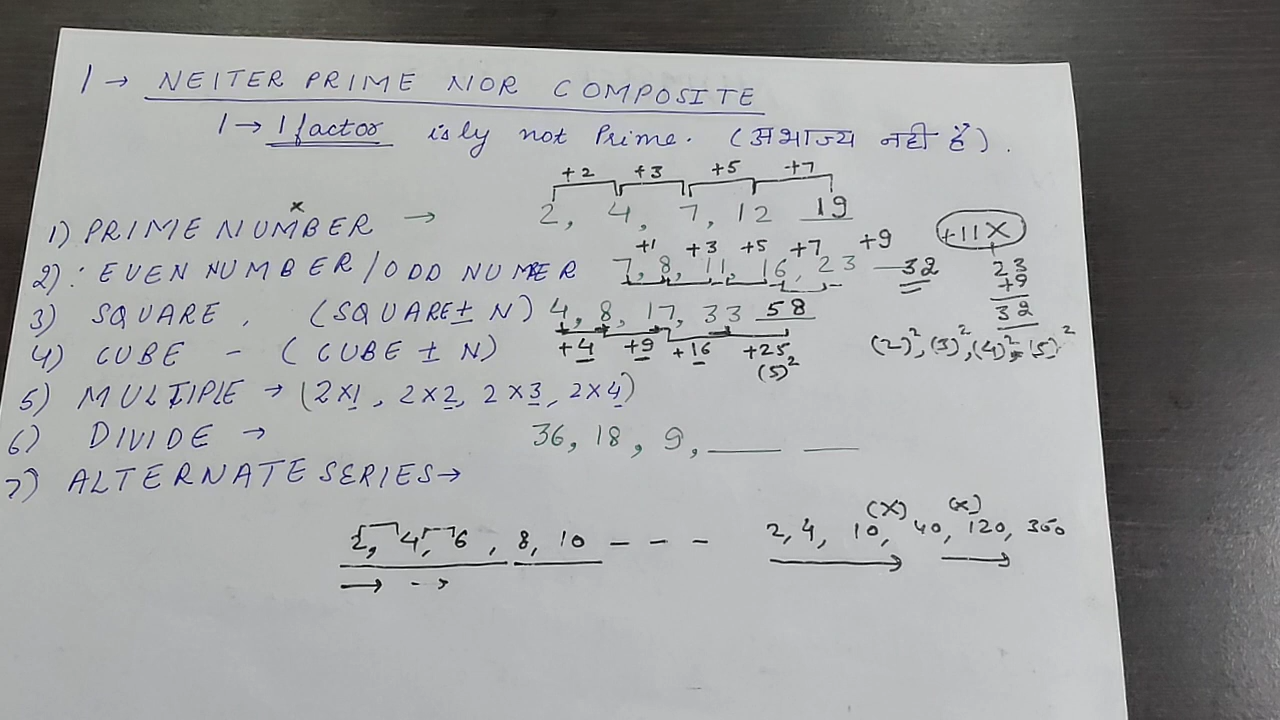 1 → NEITER PRIME NOR COMPOSITE
1 → 1 factor is ly not Prime. (अभाज्य नही है).
+2 +3 +5 +7
x
1) PRIME NUMBER → 2, 4, 7, 12 19
+1 +3 +5 +7 +9 +11 X
2): EVEN NUMBER / ODD NUMBER 7, 8, 11, 16, 23 — 32
23
+9
32
3) SQUARE, (SQUARE ± N) 4, 8, 17, 33 58
4) CUBE - (CUBE ± N) +4 +9 +16 +25 (2)², (3)², (4)², (5)²
(5)²
5) MULTIPLE → (2×1, 2×2, 2×3, 2×4)
6) DIVIDE → 36, 18, 9, ___ ___
7) ALTERNATE SERIES →
(X) (x)
2, 4, 6, 8, 10 - - - 2, 4, 10, 40, 120, 360
→ →